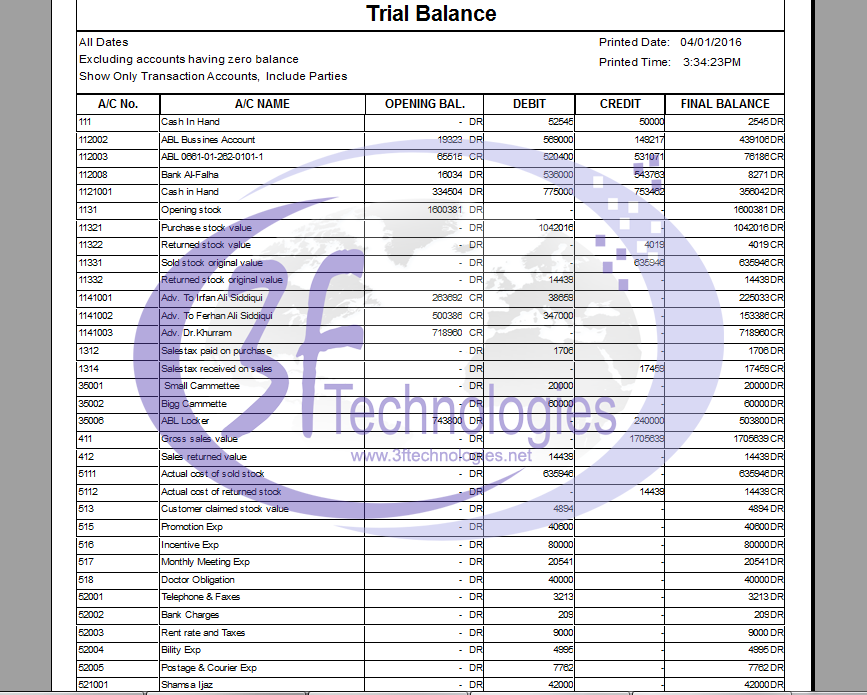 Trial Balance
All Dates
Printed Date: 04/01/2016
Excluding accounts having zero balance
Printed Time: 3:34:23PM
Show Only Transaction Accounts, Include Parties
A/C No. A/C NAME OPENING BAL. DEBIT CREDIT FINAL BALANCE
111 Cash In Hand - DR 52545 50000 2545 DR
112002 ABL Bussines Account 19323 DR 569000 149217 439106 DR
112003 ABL 0661-01-262-0101-1 65515 CR 520400 531071 76186 CR
112008 Bank Al-Falha 16034 DR 536000 543763 8271 DR
1121001 Cash in Hand 334504 DR 775000 753462 356042 DR
1131 Opening stock 1600381 DR - - 1600381 DR
11321 Purchase stock value - DR 1042016 - 1042016 DR
11322 Returned stock value - DR - 4019 4019 CR
11331 Sold stock original value - DR - 635946 635946 CR
11332 Returned stock original value - DR 14439 - 14439 DR
1141001 Adv. To Irfan Ali Siddiqui 263692 CR 38659 - 225033 CR
1141002 Adv. To Ferhan Ali Siddiqui 500386 CR 347000 - 153386 CR
1141003 Adv. Dr.Khurram 718960 CR - - 718960 CR
1312 Salestax paid on purchase - DR 1706 - 1706 DR
1314 Salestax received on sales - DR - 17459 17459 CR
35001 Small Cammettee - DR 20000 - 20000 DR
35002 Bigg Cammette - DR 60000 - 60000 DR
35006 ABL Locker 743800 DR - 240000 503800 DR
411 Gross sales value - DR - 1705639 1705639 CR
412 Sales returned value - DR 14439 - 14439 DR
5111 Actual cost of sold stock - DR 635946 - 635946 DR
5112 Actual cost of returned stock - DR - 14439 14439 CR
513 Customer claimed stock value - DR 4894 - 4894 DR
515 Promotion Exp - DR 40600 - 40600 DR
516 Incentive Exp - DR 80000 - 80000 DR
517 Monthly Meeting Exp - DR 20541 - 20541 DR
518 Doctor Obligation - DR 40000 - 40000 DR
52001 Telephone & Faxes - DR 3213 - 3213 DR
52002 Bank Charges - DR 209 - 209 DR
52003 Rent rate and Taxes - DR 9000 - 9000 DR
52004 Bility Exp - DR 4995 - 4995 DR
52005 Postage & Courier Exp - DR 7762 - 7762 DR
521001 Shamsa Ijaz - DR 42000 - 42000 DR
3F
Technologies
www.3ftechnologies.net